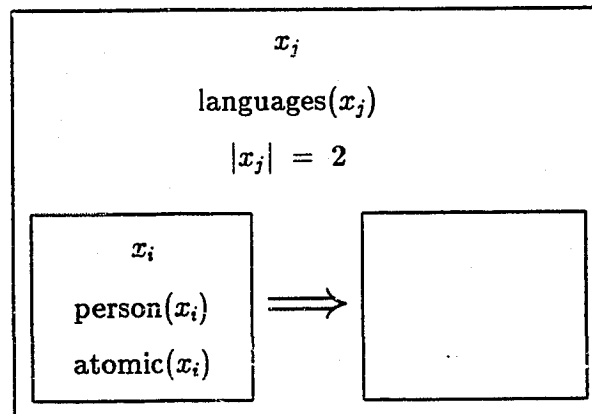 x_j
languages(x_j)
|x_j| = 2
x_i
person(x_i)
atomic(x_i)
⟹